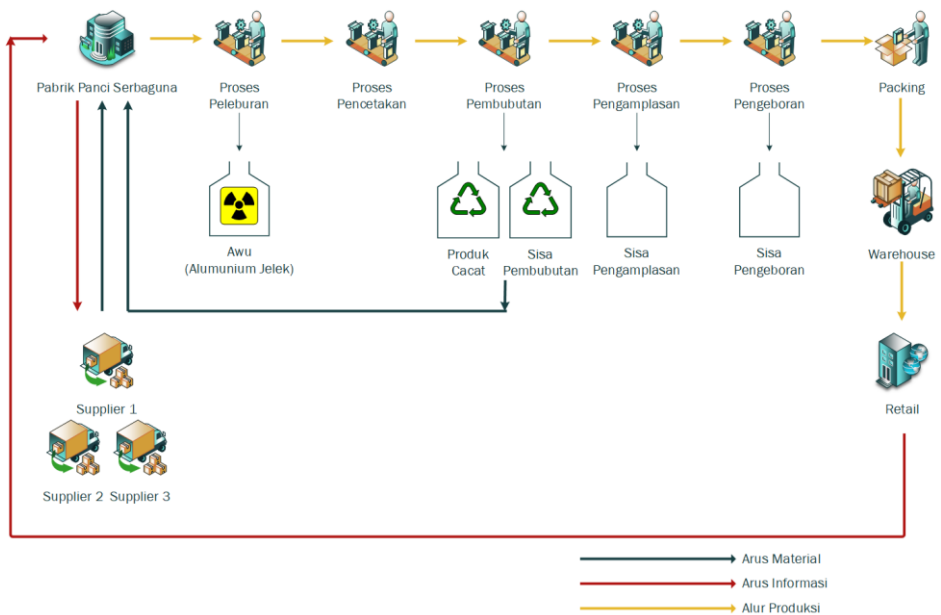 Pabrik Panci Serbaguna
Proses
Peleburan
Proses
Pencetakan
Proses
Pembubutan
Proses
Pengamplasan
Proses
Pengeboran
Packing
Awu
(Alumunium Jelek)
Produk
Cacat
Sisa
Pembubutan
Sisa
Pengamplasan
Sisa
Pengeboran
Warehouse
Supplier 1
Retail
Supplier 2
Supplier 3
Arus Material
Arus Informasi
Alur Produksi